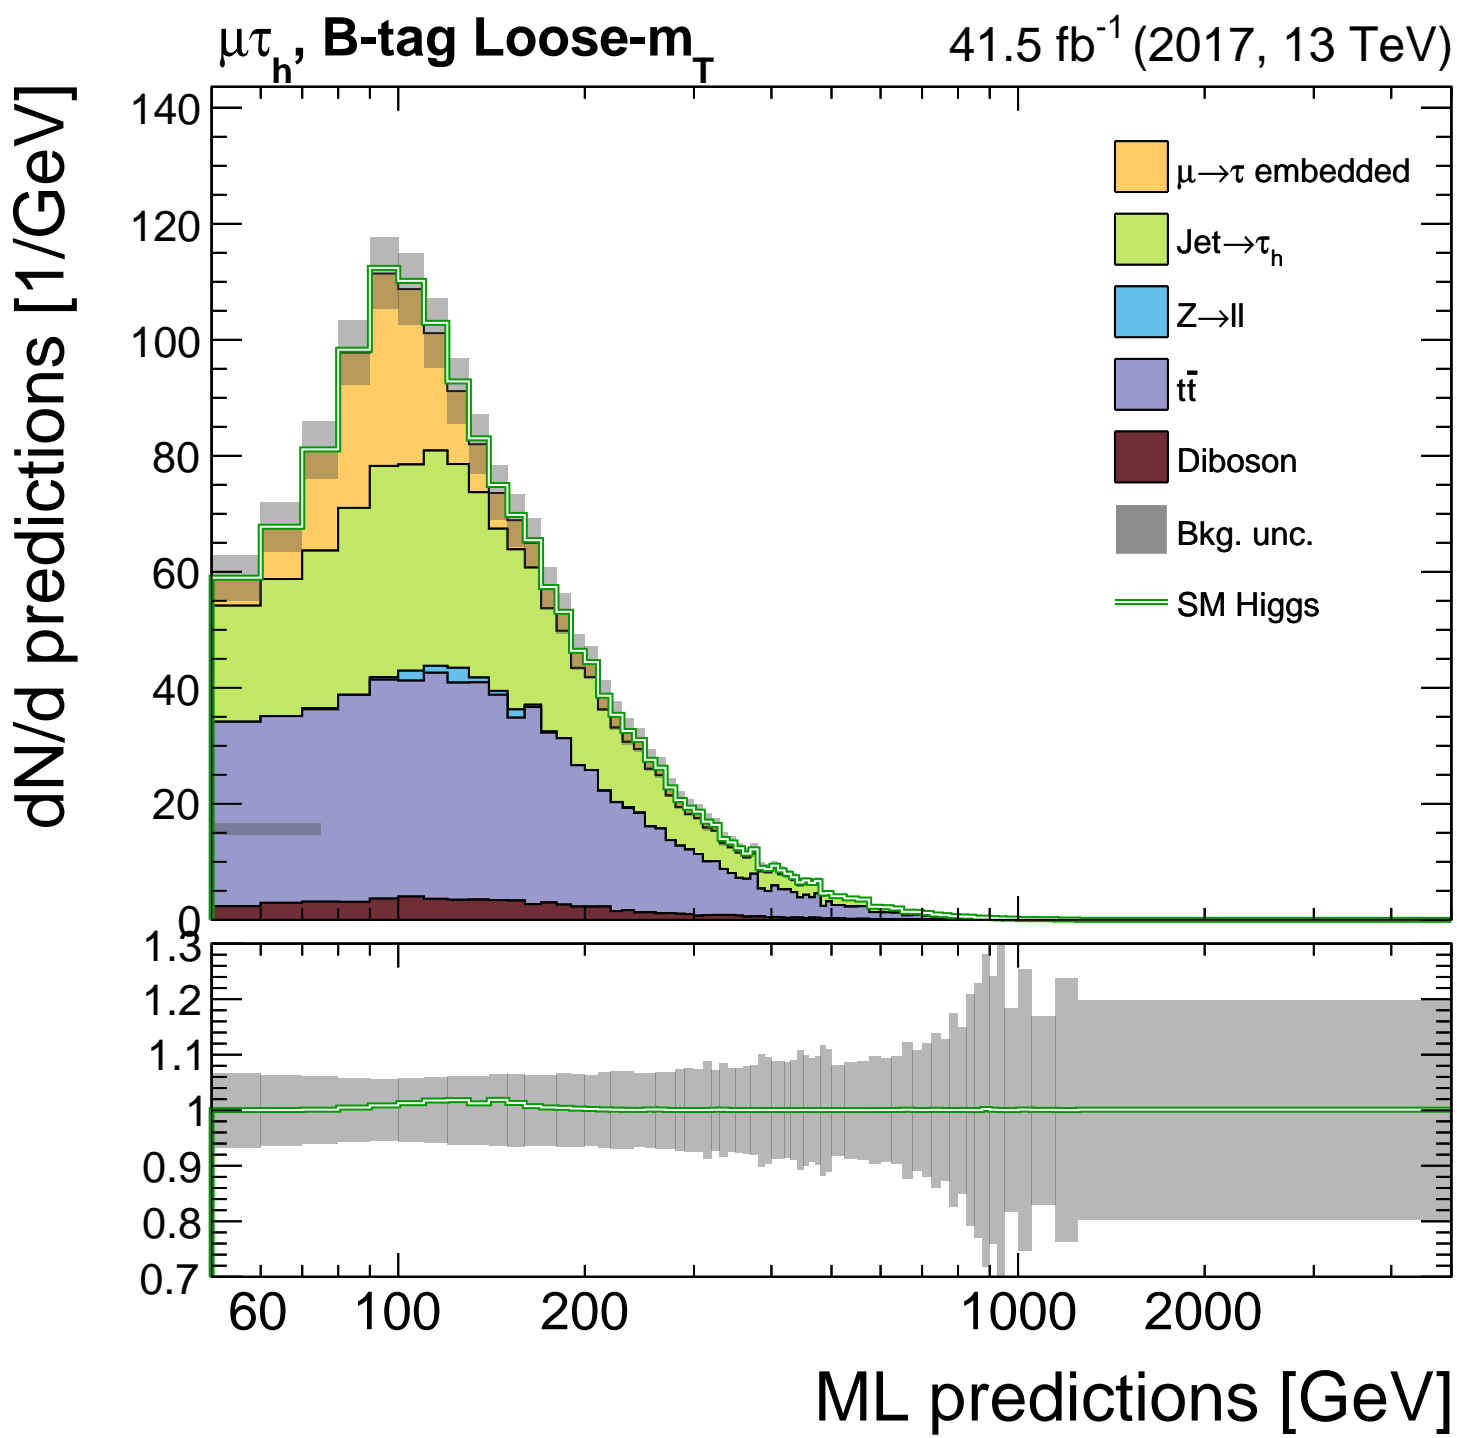 μτₕ, B-tag Loose-m_T 41.5 fb⁻¹ (2017, 13 TeV)
dN/d predictions [1/GeV]
140
120
100
80
60
40
20
0
μ→τ embedded
Jet→τₕ
Z→ll
tt̄
Diboson
Bkg. unc.
SM Higgs
1.3
1.2
1.1
1
0.9
0.8
0.7
60 100 200 1000 2000
ML predictions [GeV]